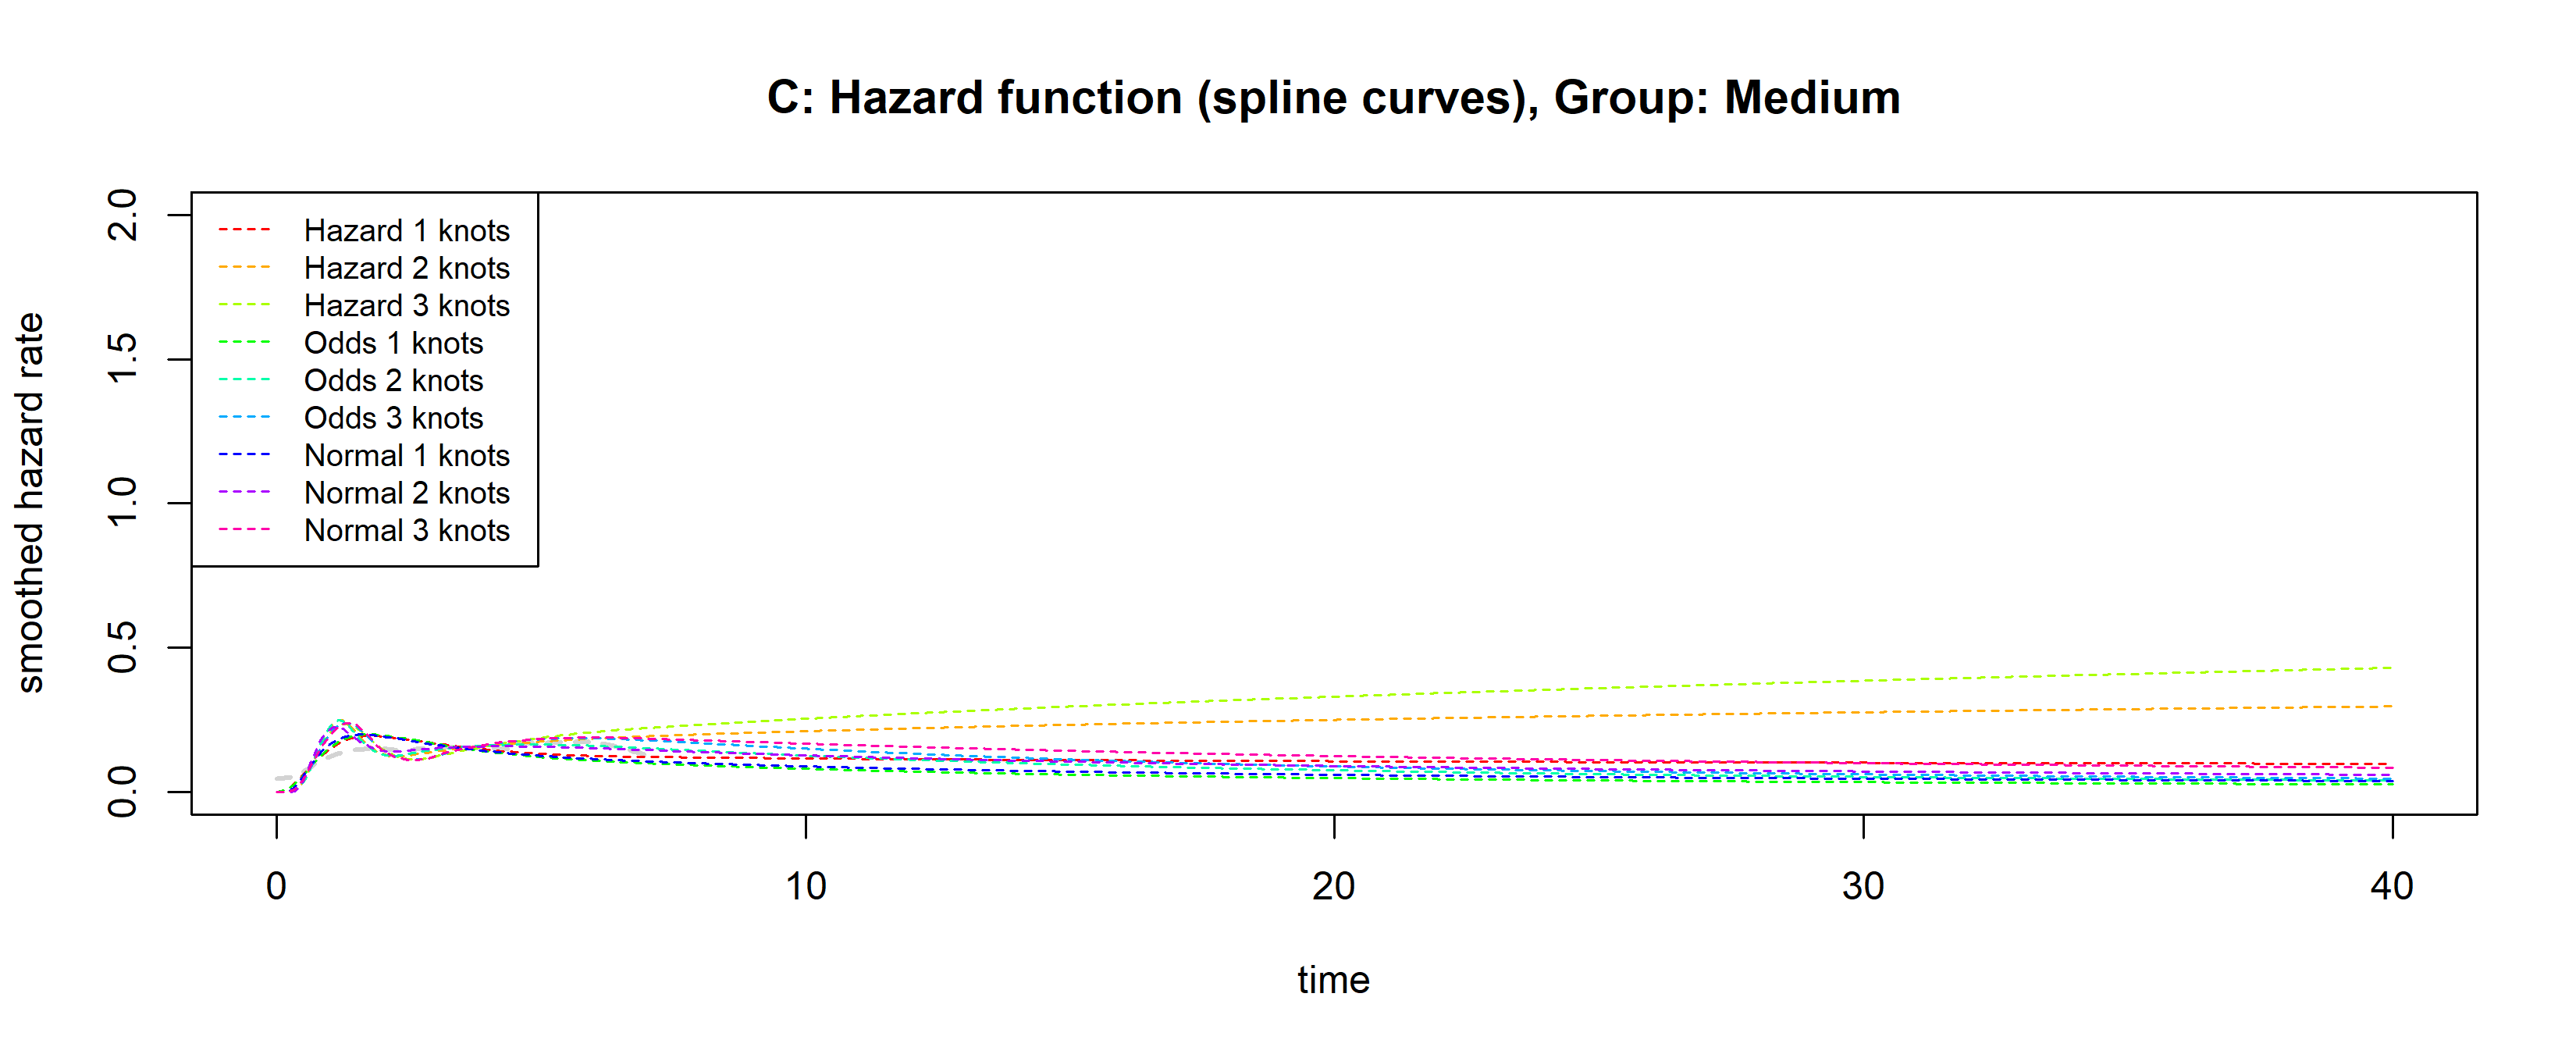 C: Hazard function (spline curves), Group: Medium
smoothed hazard rate
2.0
1.5
1.0
0.5
0.0
Hazard 1 knots
Hazard 2 knots
Hazard 3 knots
Odds 1 knots
Odds 2 knots
Odds 3 knots
Normal 1 knots
Normal 2 knots
Normal 3 knots
0 10 20 30 40
time